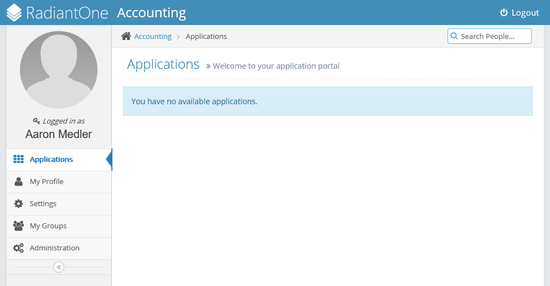 RadiantOne Accounting
Logout
Accounting > Applications
Search People...
Applications » Welcome to your application portal
You have no available applications.
Logged in as
Aaron Medler
Applications
My Profile
Settings
My Groups
Administration